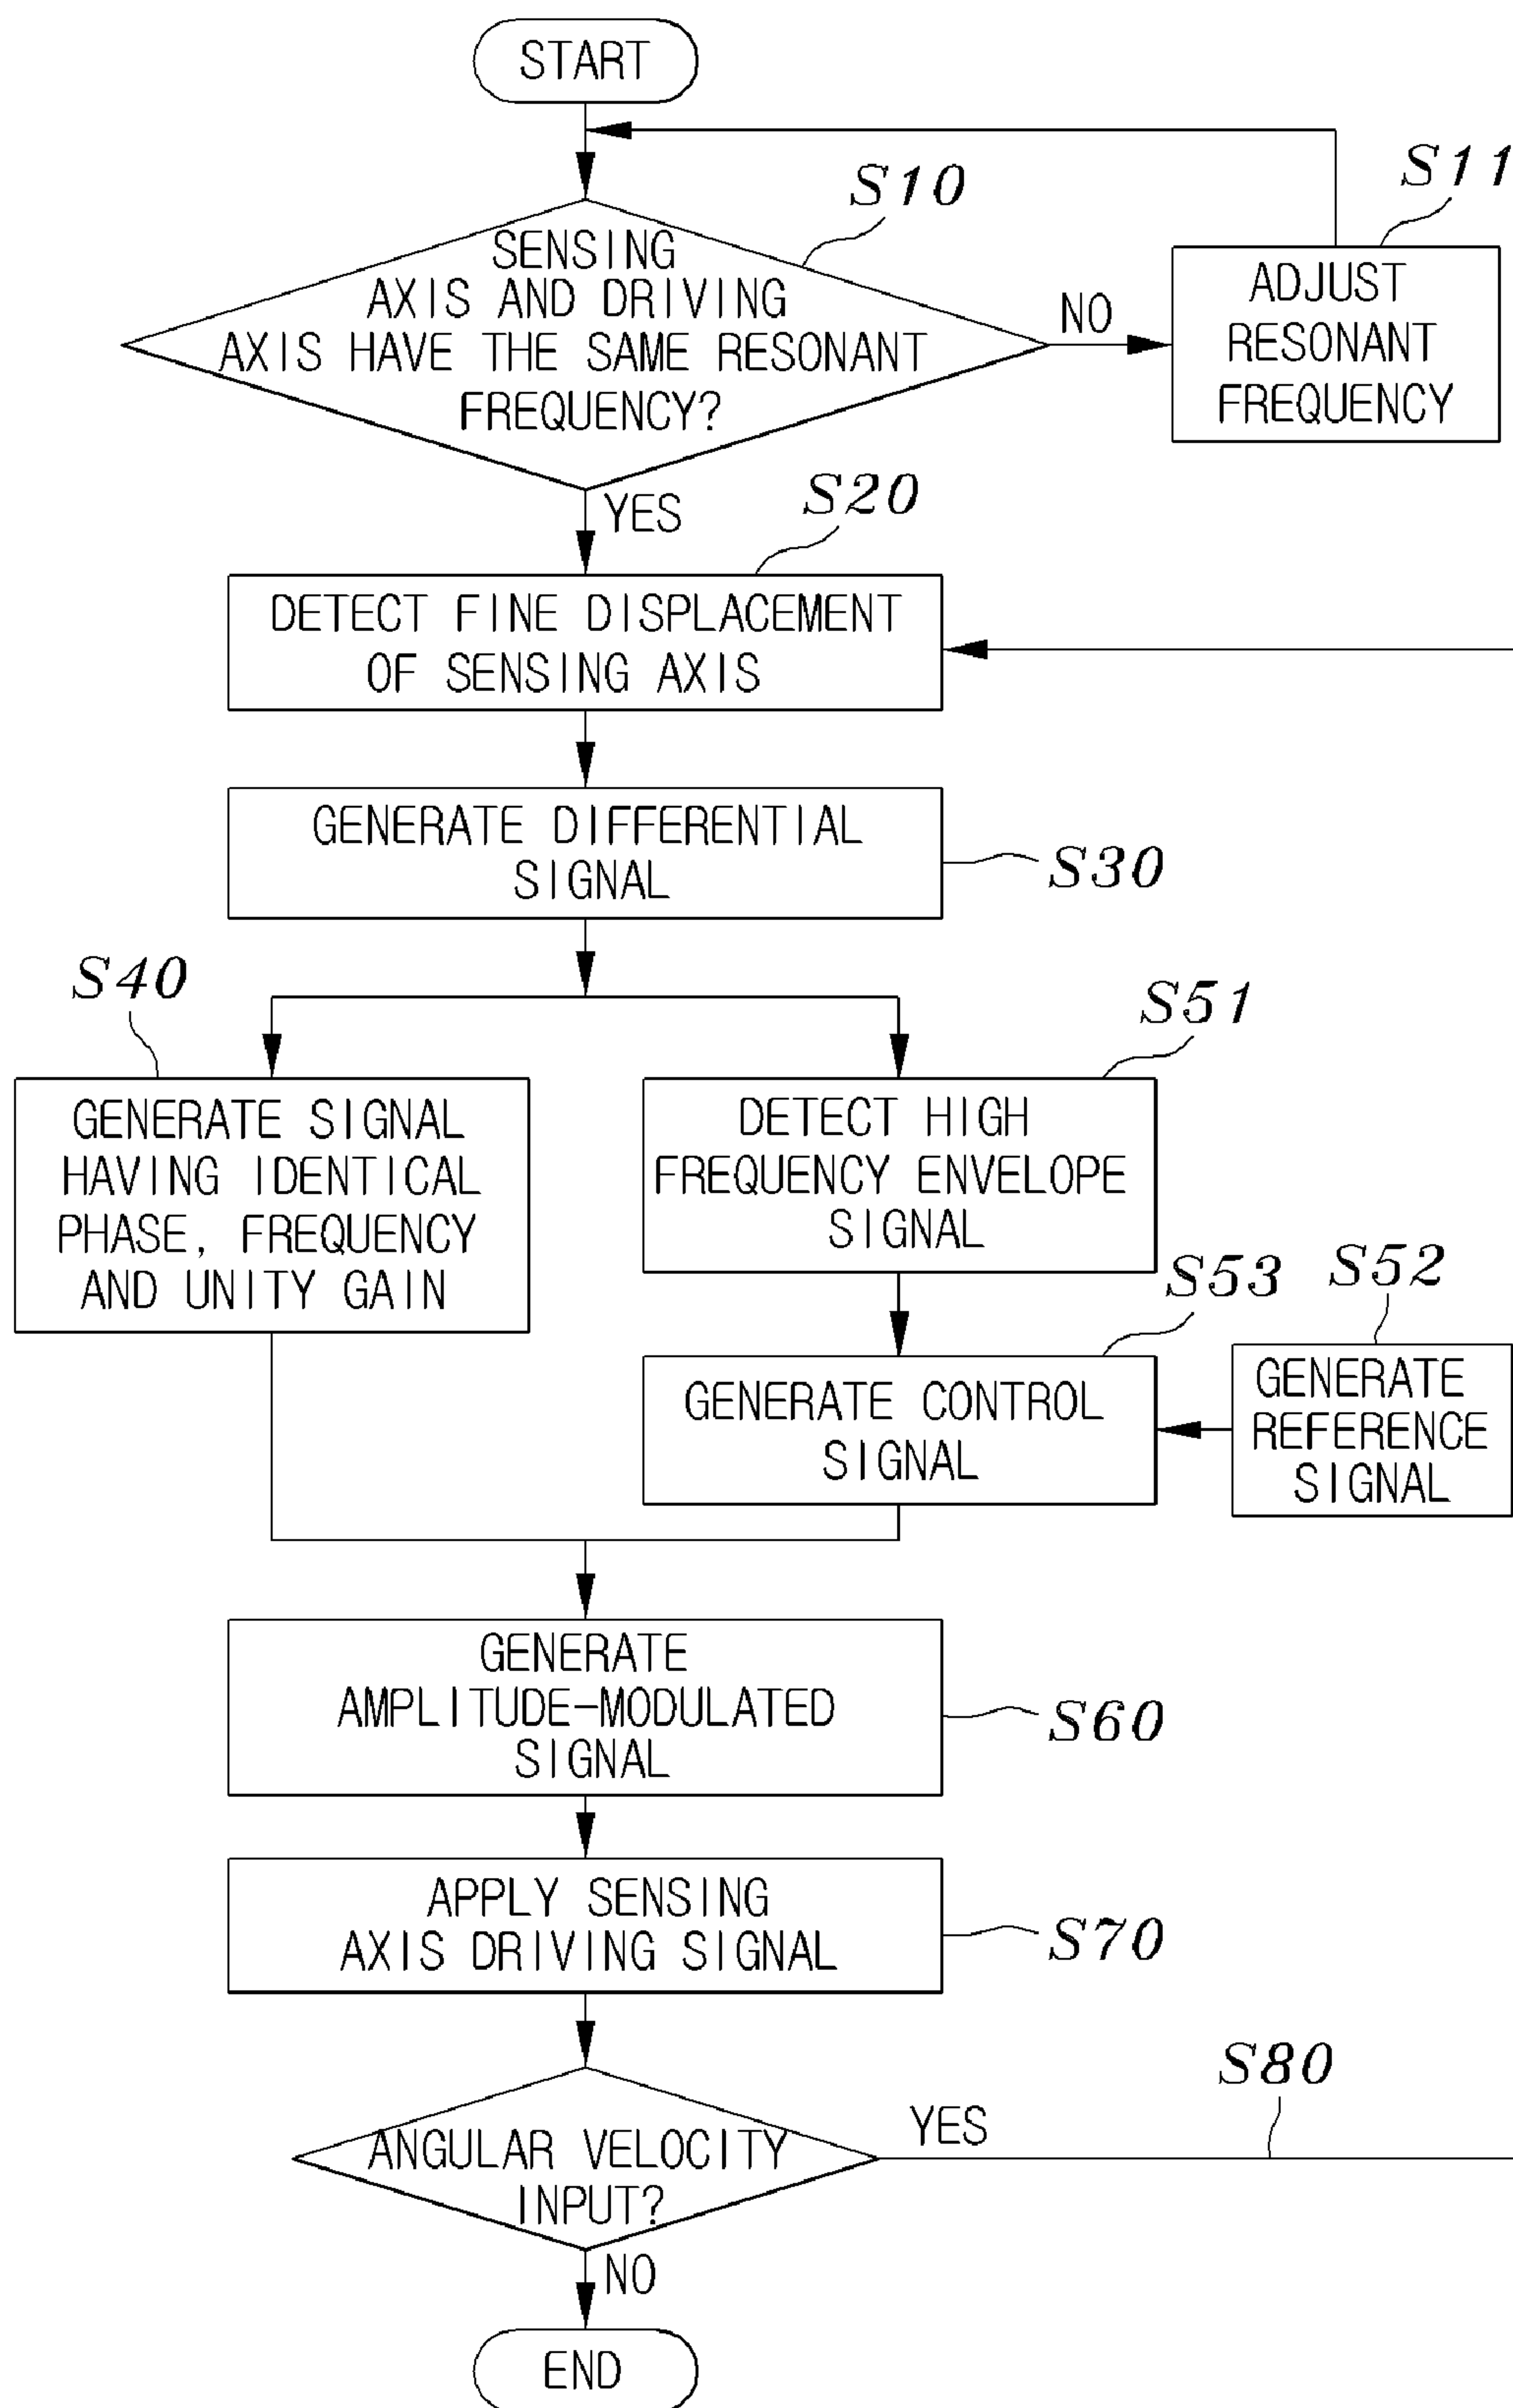 START
S10
S11
SENSING
AXIS AND DRIVING
AXIS HAVE THE SAME RESONANT
FREQUENCY?
NO
ADJUST
RESONANT
FREQUENCY
YES
S20
DETECT FINE DISPLACEMENT
OF SENSING AXIS
GENERATE DIFFERENTIAL
SIGNAL
S30
S40
S51
GENERATE SIGNAL
HAVING IDENTICAL
PHASE, FREQUENCY
AND UNITY GAIN
DETECT HIGH
FREQUENCY ENVELOPE
SIGNAL
S53
S52
GENERATE CONTROL
SIGNAL
GENERATE
REFERENCE
SIGNAL
GENERATE
AMPLITUDE-MODULATED
SIGNAL
S60
APPLY SENSING
AXIS DRIVING SIGNAL
S70
S80
YES
ANGULAR VELOCITY
INPUT?
NO
END